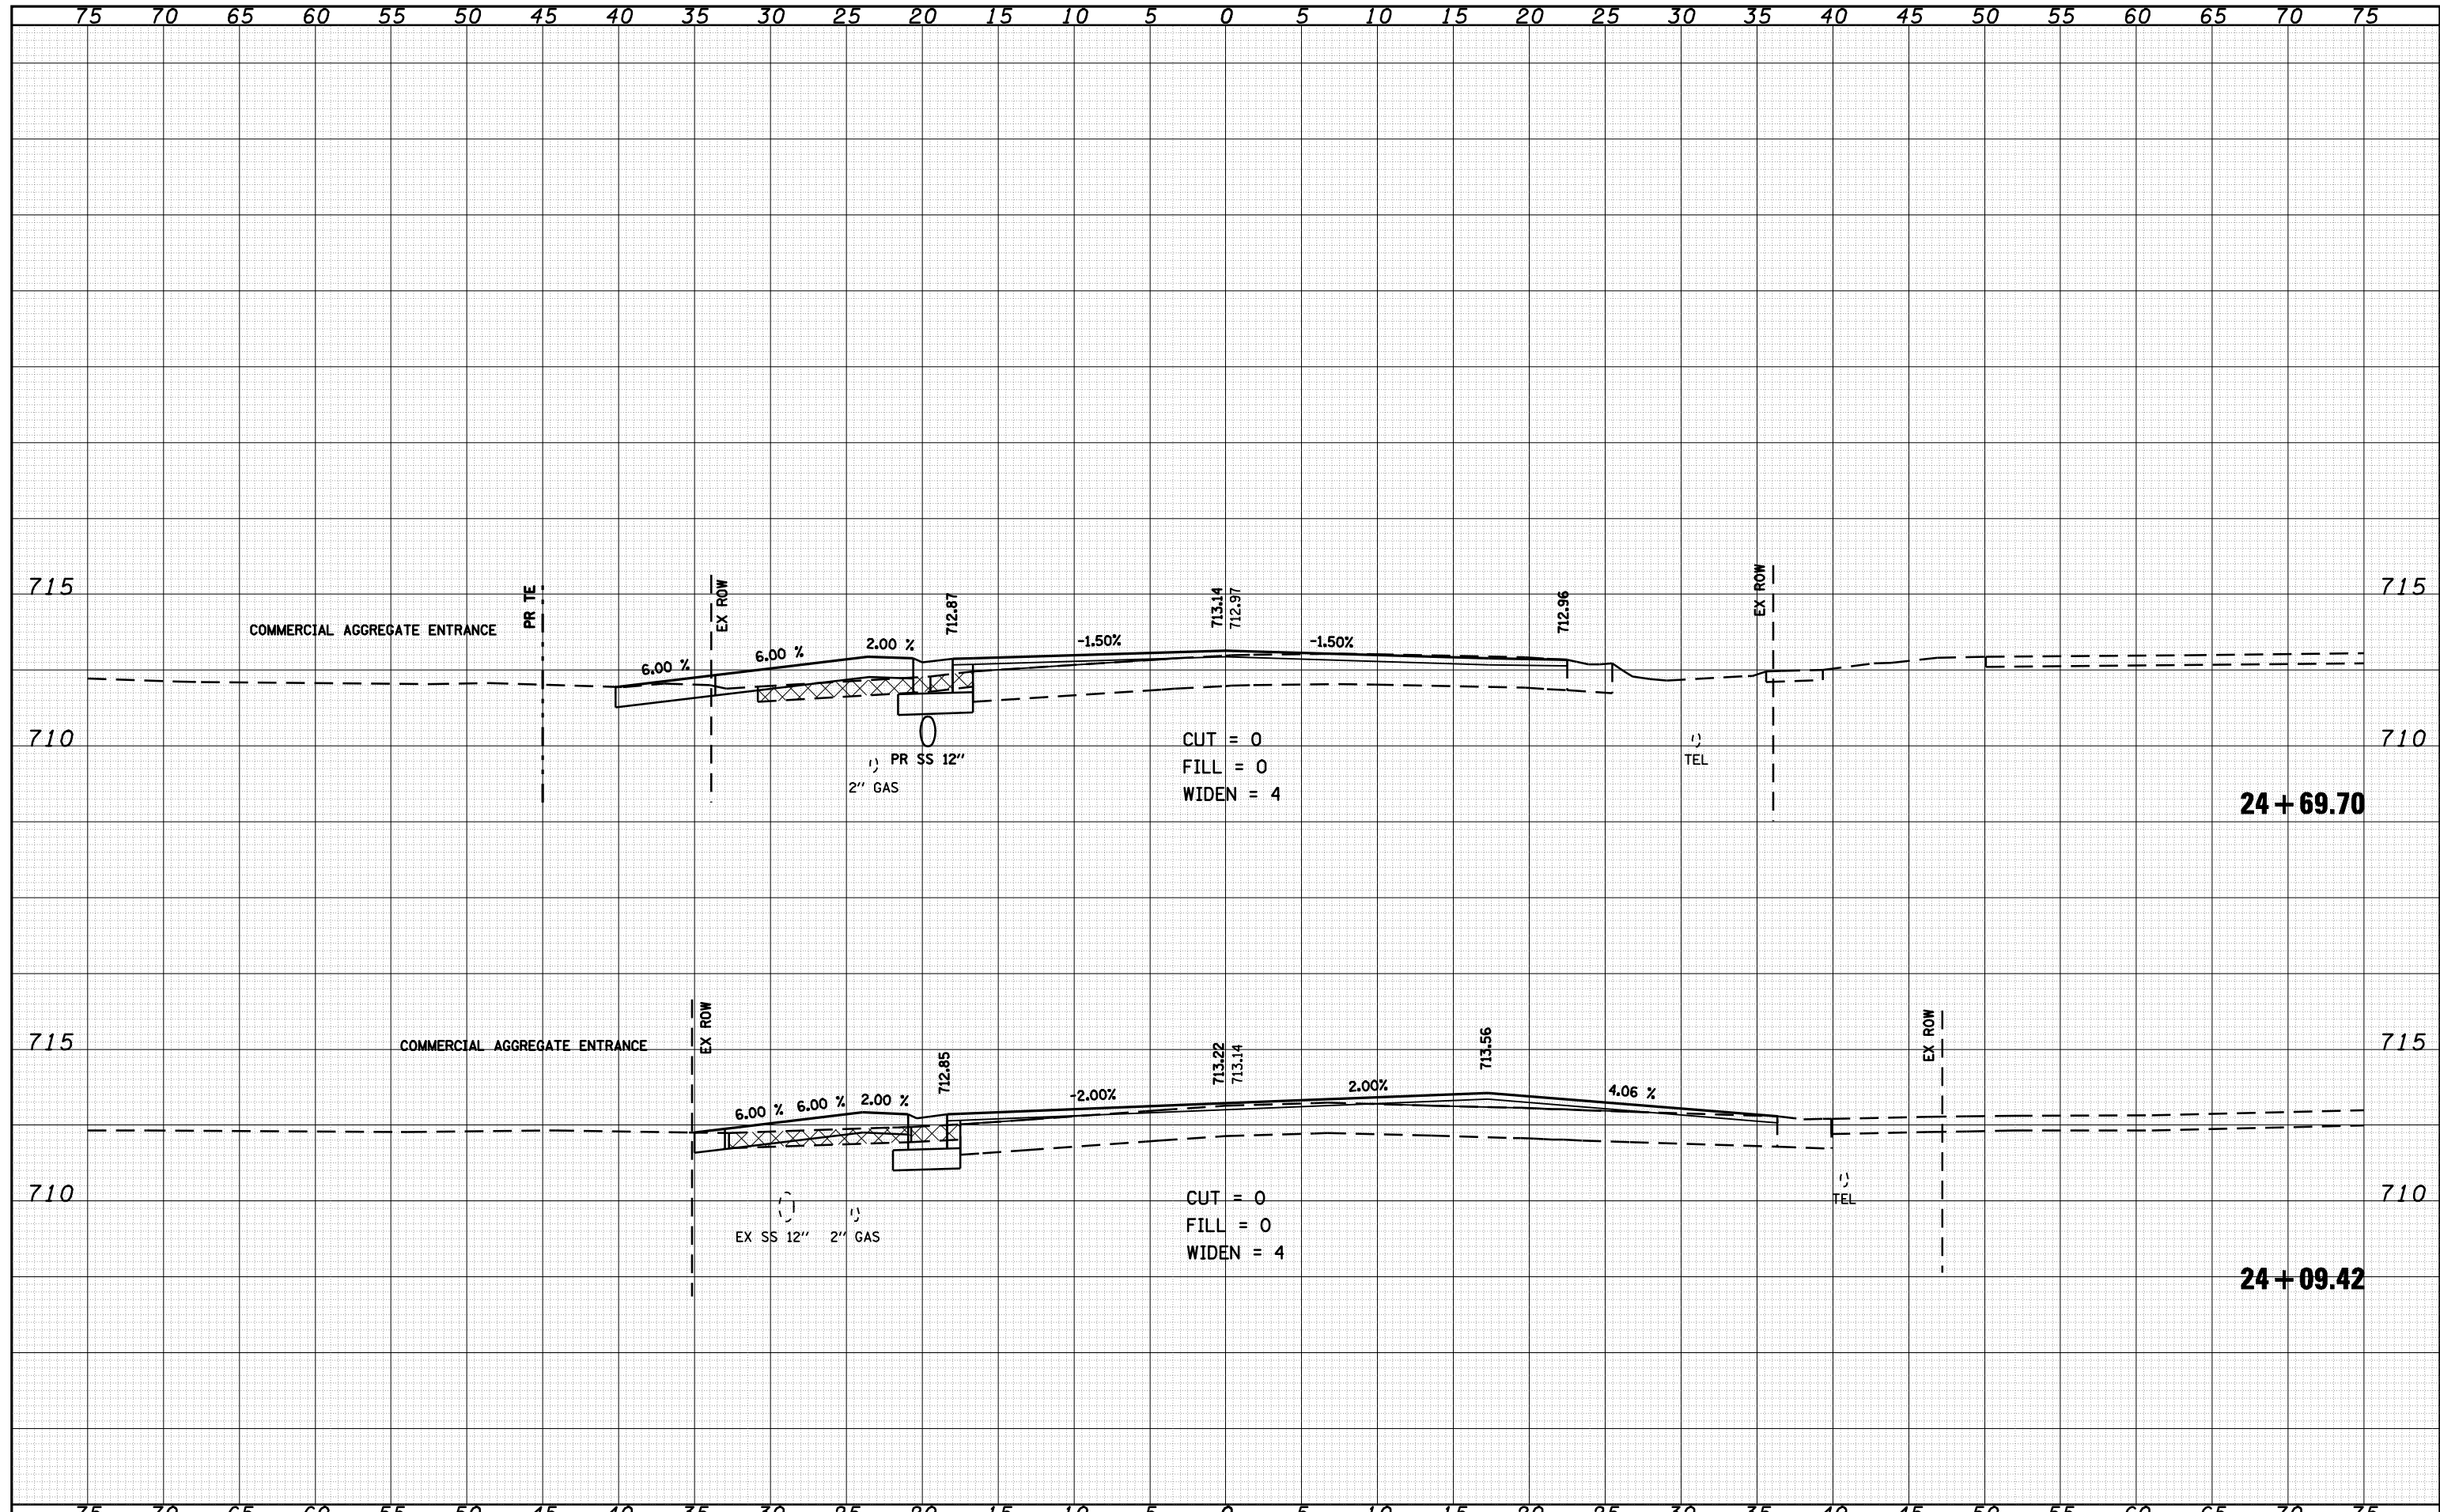 75 70 65 60 55 50 45 40 35 30 25 20 15 10 5 0 5 10 15 20 25 30 35 40 45 50 55 60 65 70 75
715 715
PR TE
EX ROW
EX ROW
COMMERCIAL AGGREGATE ENTRANCE
712.87
713.14
712.97
712.96
6.00 %
6.00 %
2.00 %
-1.50%
-1.50%
710 710
PR SS 12"
2" GAS
TEL
CUT = 0
FILL = 0
WIDEN = 4
24+69.70
715 715
EX ROW
EX ROW
COMMERCIAL AGGREGATE ENTRANCE
712.85
713.22
713.14
713.56
6.00 %
6.00 %
2.00 %
-2.00%
2.00%
4.06 %
710 710
EX SS 12"
2" GAS
TEL
CUT = 0
FILL = 0
WIDEN = 4
24+09.42
75 70 65 60 55 50 45 40 35 30 25 20 15 10 5 0 5 10 15 20 25 30 35 40 45 50 55 60 65 70 75